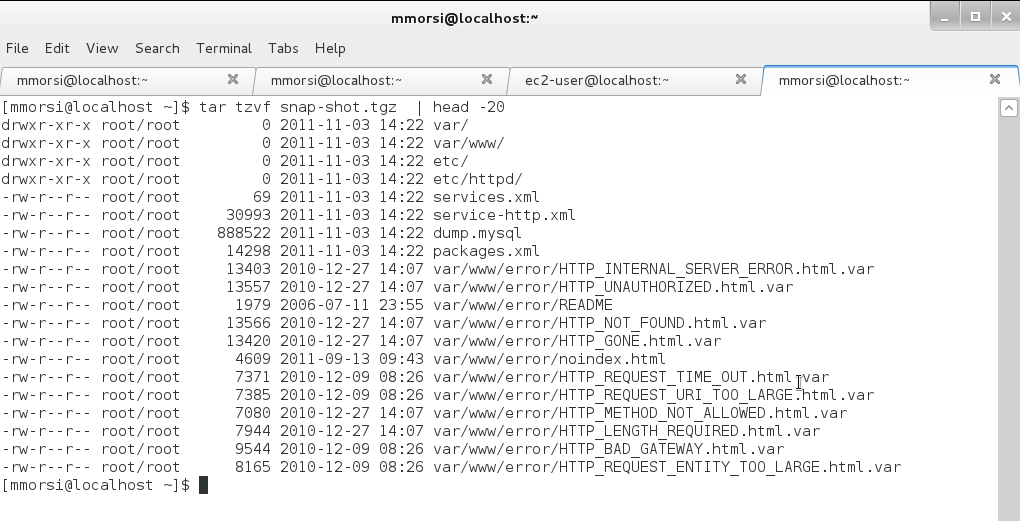 mmorsi@localhost:~
File Edit View Search Terminal Tabs Help
mmorsi@localhost:~ mmorsi@localhost:~ ec2-user@localhost:~ mmorsi@localhost:~
[mmorsi@localhost ~]$ tar tzvf snap-shot.tgz  | head -20
drwxr-xr-x root/root         0 2011-11-03 14:22 var/
drwxr-xr-x root/root         0 2011-11-03 14:22 var/www/
drwxr-xr-x root/root         0 2011-11-03 14:22 etc/
drwxr-xr-x root/root         0 2011-11-03 14:22 etc/httpd/
-rw-r--r-- root/root        69 2011-11-03 14:22 services.xml
-rw-r--r-- root/root     30993 2011-11-03 14:22 service-http.xml
-rw-r--r-- root/root    888522 2011-11-03 14:22 dump.mysql
-rw-r--r-- root/root     14298 2011-11-03 14:22 packages.xml
-rw-r--r-- root/root     13403 2010-12-27 14:07 var/www/error/HTTP_INTERNAL_SERVER_ERROR.html.var
-rw-r--r-- root/root     13557 2010-12-27 14:07 var/www/error/HTTP_UNAUTHORIZED.html.var
-rw-r--r-- root/root      1979 2006-07-11 23:55 var/www/error/README
-rw-r--r-- root/root     13566 2010-12-27 14:07 var/www/error/HTTP_NOT_FOUND.html.var
-rw-r--r-- root/root     13420 2010-12-27 14:07 var/www/error/HTTP_GONE.html.var
-rw-r--r-- root/root      4609 2011-09-13 09:43 var/www/error/noindex.html
-rw-r--r-- root/root      7371 2010-12-09 08:26 var/www/error/HTTP_REQUEST_TIME_OUT.html.var
-rw-r--r-- root/root      7385 2010-12-09 08:26 var/www/error/HTTP_REQUEST_URI_TOO_LARGE.html.var
-rw-r--r-- root/root      7080 2010-12-27 14:07 var/www/error/HTTP_METHOD_NOT_ALLOWED.html.var
-rw-r--r-- root/root      7944 2010-12-27 14:07 var/www/error/HTTP_LENGTH_REQUIRED.html.var
-rw-r--r-- root/root      9544 2010-12-09 08:26 var/www/error/HTTP_BAD_GATEWAY.html.var
-rw-r--r-- root/root      8165 2010-12-09 08:26 var/www/error/HTTP_REQUEST_ENTITY_TOO_LARGE.html.var
[mmorsi@localhost ~]$